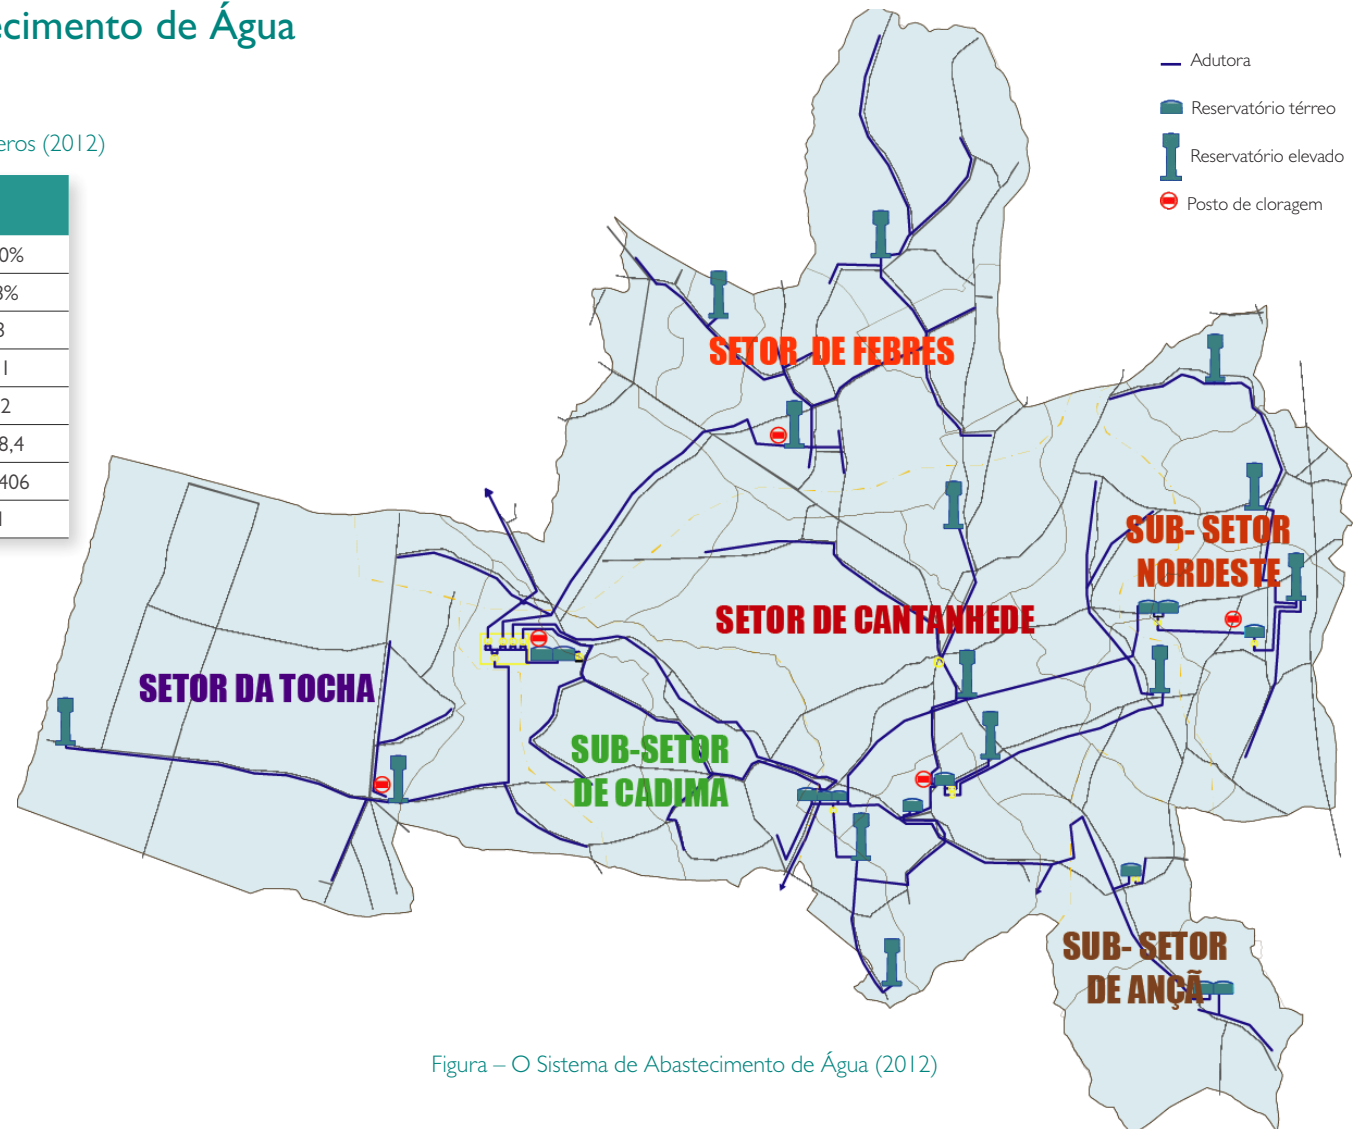 ecimento de Água
eros (2012)
0%
3%
3
1
2
8,4
406
1
Adutora
Reservatório térreo
Reservatório elevado
Posto de cloragem
SETOR DE FEBRES
SUB- SETOR
NORDESTE
SETOR DE CANTANHEDE
SETOR DA TOCHA
SUB-SETOR
DE CADIMA
SUB- SETOR
DE ANÇÃ
Figura – O Sistema de Abastecimento de Água (2012)